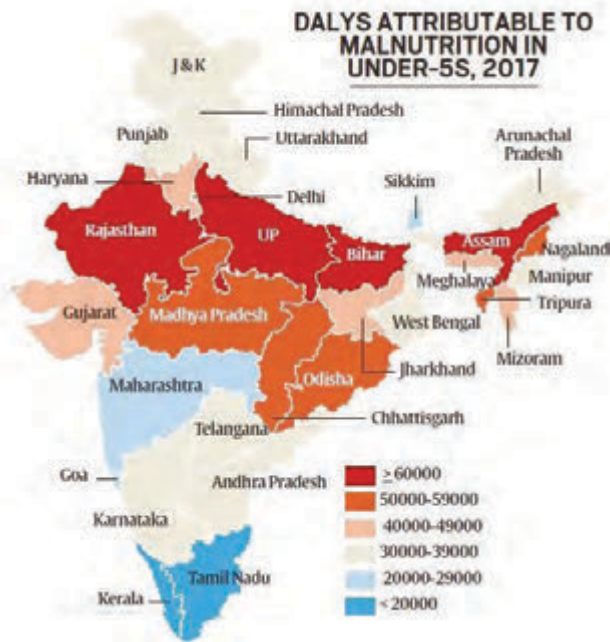 DALYS ATTRIBUTABLE TO
MALNUTRITION IN
UNDER-5S, 2017
J&K
Himachal Pradesh
Punjab
Uttarakhand
Arunachal
Pradesh
Haryana
Delhi
Sikkim
Rajasthan
UP
Bihar
Assam
Nagaland
Meghalaya
Manipur
Tripura
Gujarat
Madhya Pradesh
West Bengal
Mizoram
Jharkhand
Maharashtra
Odisha
Chhattisgarh
Telangana
Goa
Andhra Pradesh
Karnataka
Tamil Nadu
Kerala
≥60000
50000-59000
40000-49000
30000-39000
20000-29000
<20000